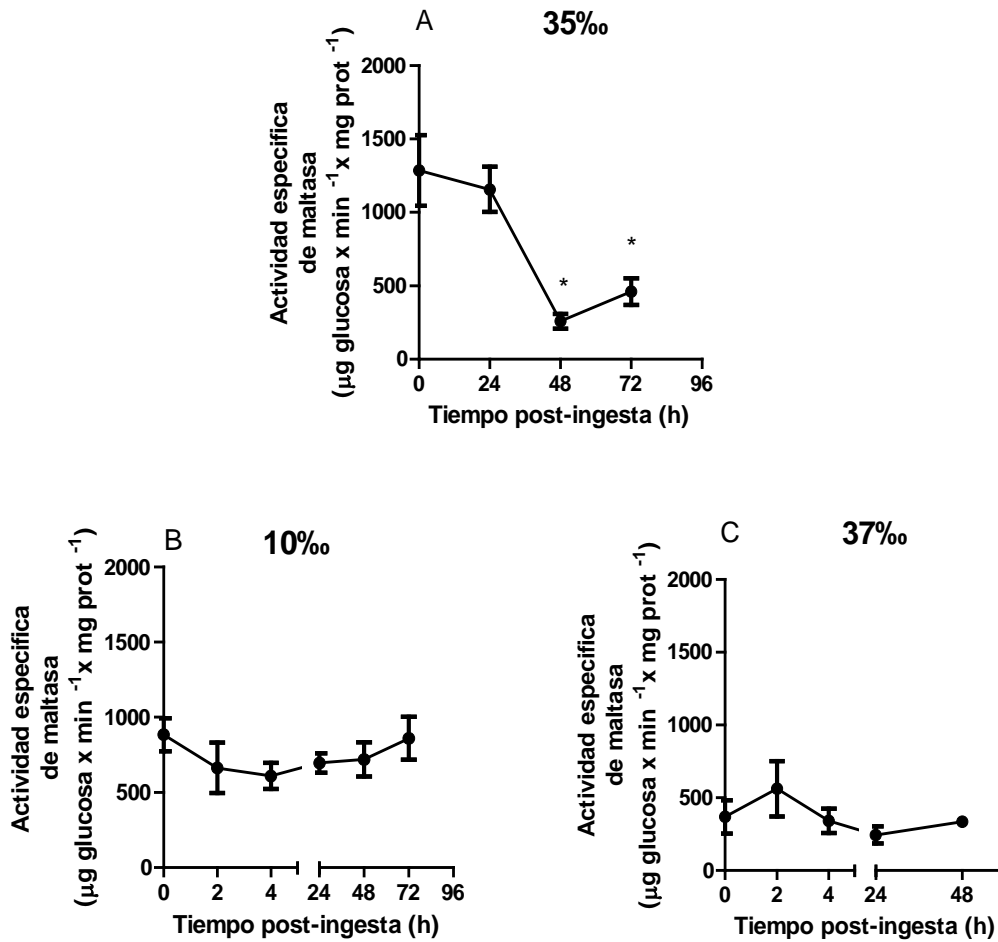 A
35‰
Actividad especifica
de maltasa
(µg glucosa x min -1 x mg prot -1)
2000
1500
1000
500
0
*
*
0 24 48 72 96
Tiempo post-ingesta (h)
B
10‰
Actividad especifica
de maltasa
(µg glucosa x min -1 x mg prot -1)
2000
1500
1000
500
0
0 2 4 24 48 72 96
Tiempo post-ingesta (h)
C
37‰
Actividad especifica
de maltasa
(µg glucosa x min -1 x mg prot -1)
2000
1500
1000
500
0
0 2 4 24 48
Tiempo post-ingesta (h)